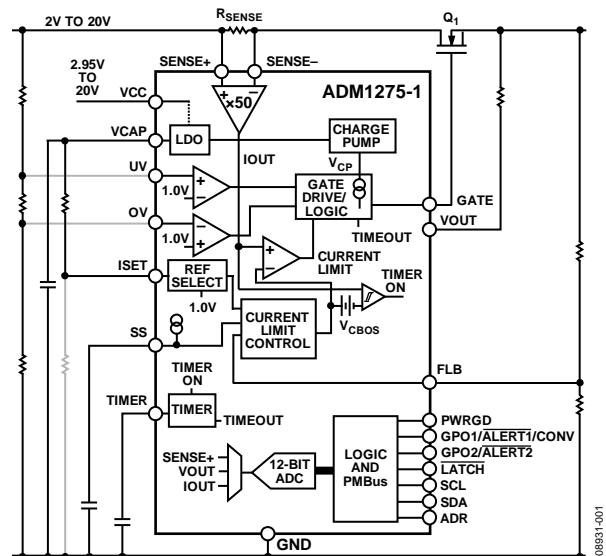 2V TO 20V
RSENSE
Q1
SENSE+
SENSE–
2.95V
TO
20V
VCC
ADM1275-1
×50
VCAP
LDO
CHARGE
PUMP
IOUT
VCP
UV
1.0V
GATE
DRIVE/
LOGIC
GATE
OV
1.0V
VOUT
TIMEOUT
CURRENT
LIMIT
ISET
REF
SELECT
1.0V
TIMER
ON
VCBOS
CURRENT
LIMIT
CONTROL
SS
FLB
TIMER
ON
TIMER
TIMER
TIMEOUT
PWRGD
GPO1/ALERT1/CONV
GPO2/ALERT2
LATCH
SCL
SDA
ADR
SENSE+
VOUT
IOUT
12-BIT
ADC
LOGIC
AND
PMBus
GND
08931-001